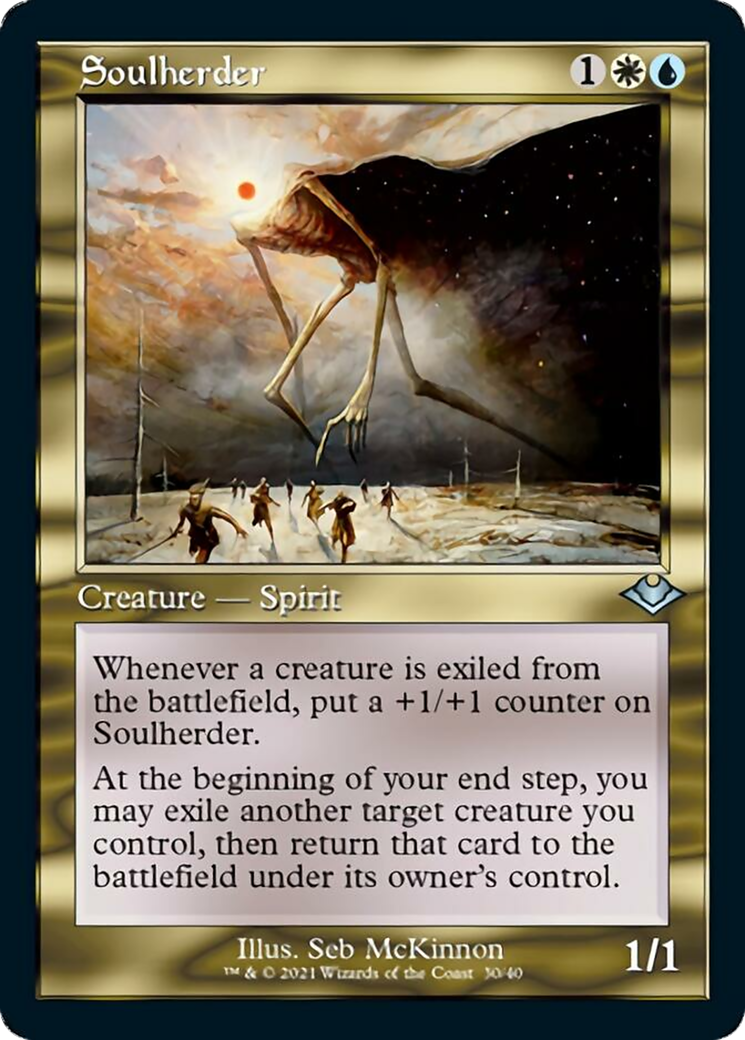 Soulherder 1
Creature — Spirit
Whenever a creature is exiled from
the battlefield, put a +1/+1 counter on
Soulherder.
At the beginning of your end step, you
may exile another target creature you
control, then return that card to the
battlefield under its owner's control.
Illus. Seb McKinnon
™ & © 2021 Wizards of the Coast 30/40
1/1